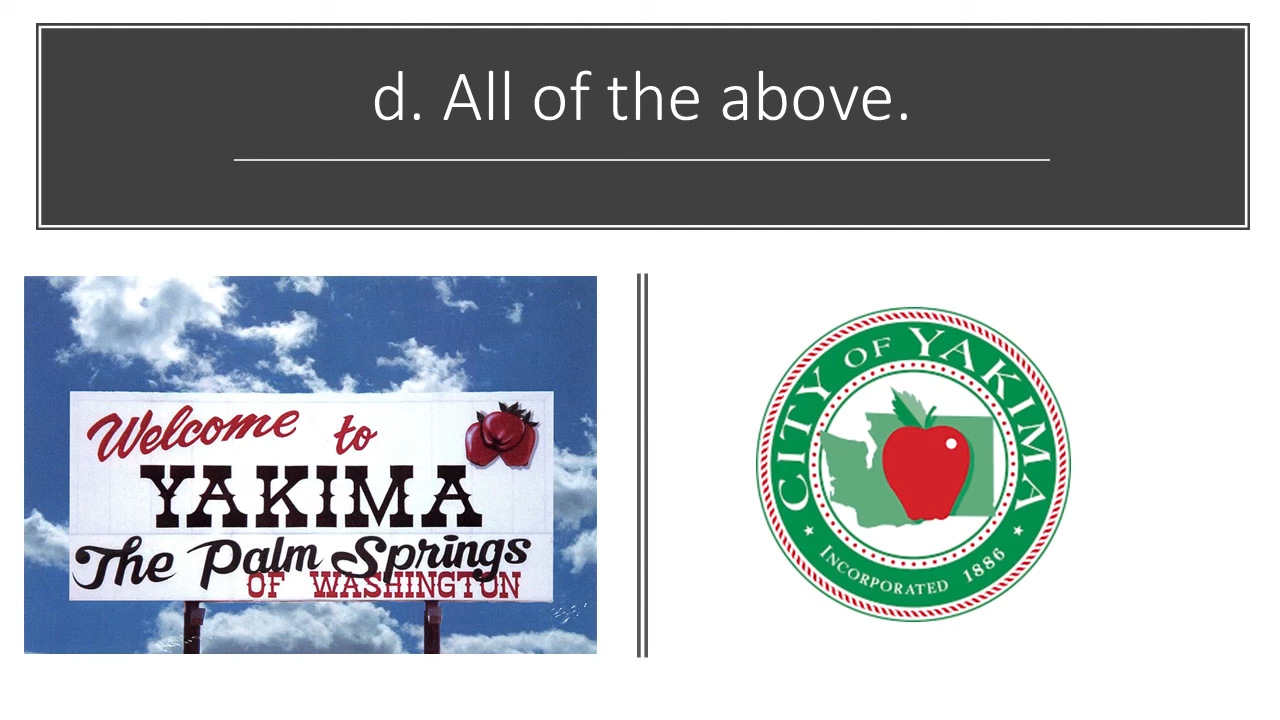 d. All of the above.
Welcome to
YAKIMA
The Palm Springs
OF WASHINGTON
CITY OF YAKIMA
INCORPORATED 1886